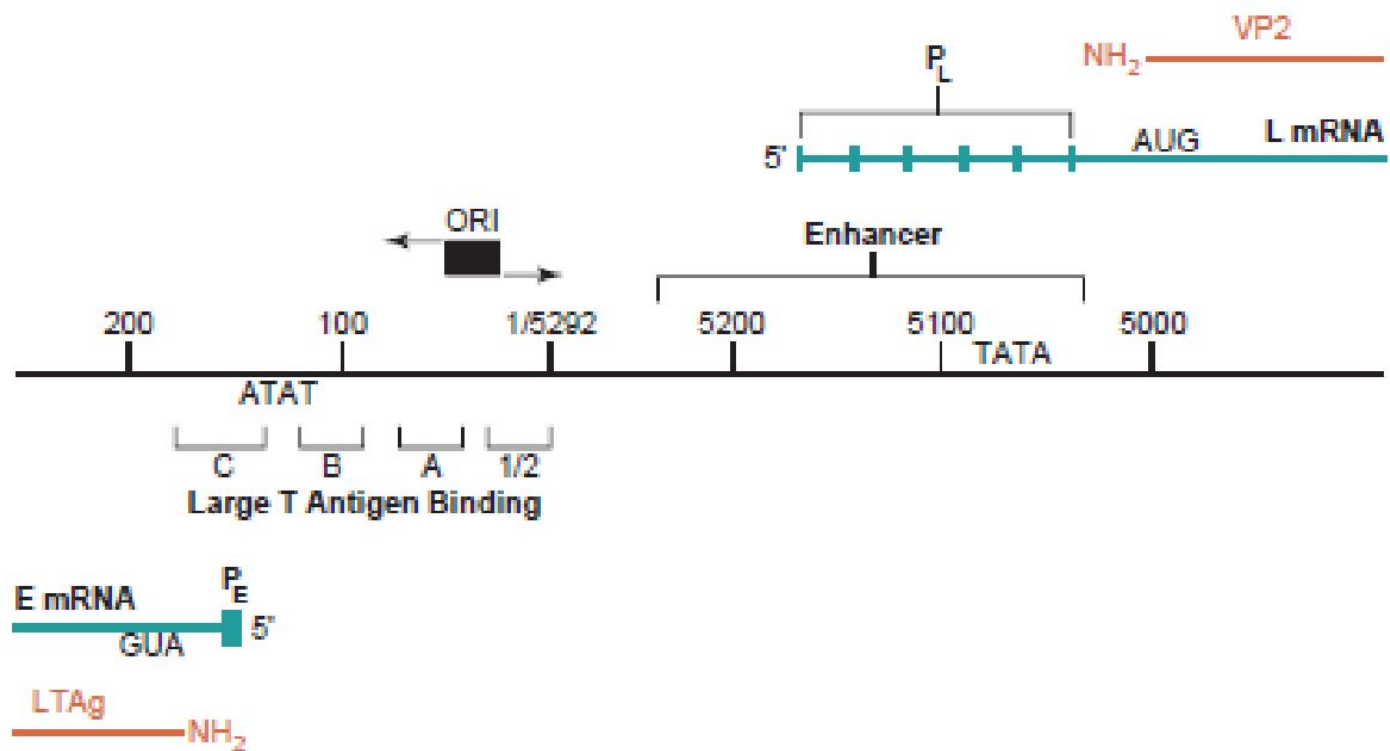 VP2
NH2
PL
5' AUG L mRNA
ORI
Enhancer
200 100 1/5292 5200 5100 5000
TATA
ATAT
C B A 1/2
Large T Antigen Binding
PE
E mRNA
5'
GUA
LTAg
NH2